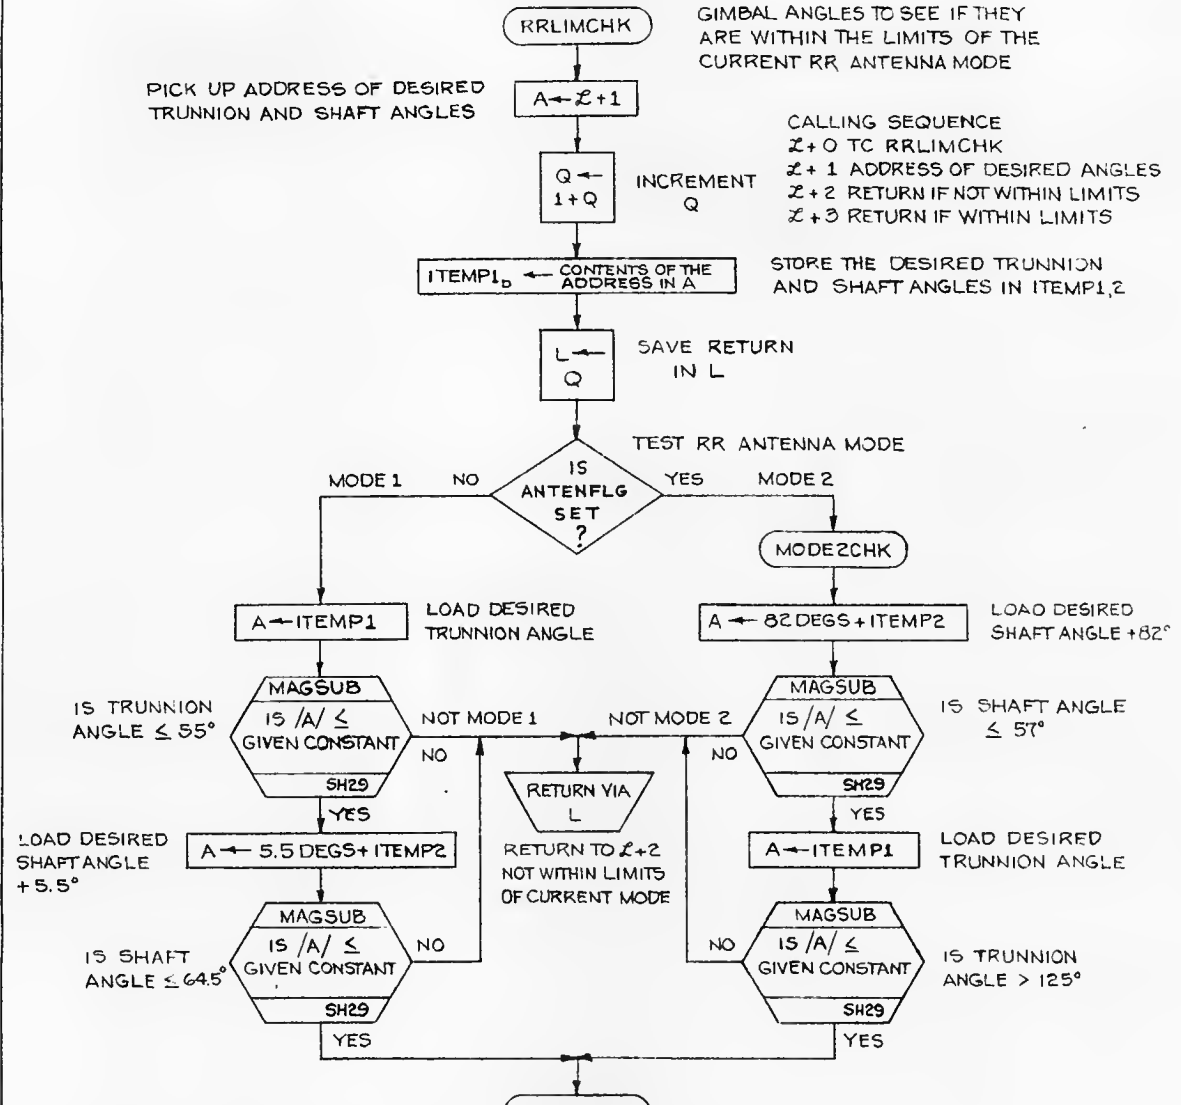 RRLIMCHK
GIMBAL ANGLES TO SEE IF THEY
ARE WITHIN THE LIMITS OF THE
CURRENT RR ANTENNA MODE
PICK UP ADDRESS OF DESIRED
TRUNNION AND SHAFT ANGLES
A←ℒ+1
CALLING SEQUENCE
ℒ+0 TC RRLIMCHK
ℒ+1 ADDRESS OF DESIRED ANGLES
ℒ+2 RETURN IF NOT WITHIN LIMITS
ℒ+3 RETURN IF WITHIN LIMITS
Q←
1+Q
INCREMENT
Q
ITEMP1D ← CONTENTS OF THE
ADDRESS IN A
STORE THE DESIRED TRUNNION
AND SHAFT ANGLES IN ITEMP1,2
L←
Q
SAVE RETURN
IN L
TEST RR ANTENNA MODE
IS
ANTENFLG
SET
?
MODE 1 NO
YES MODE 2
MODE2CHK
A←ITEMP1
LOAD DESIRED
TRUNNION ANGLE
A← 82 DEGS+ITEMP2
LOAD DESIRED
SHAFT ANGLE +82°
IS TRUNNION
ANGLE ≤ 55°
MAGSUB
IS /A/ ≤
GIVEN CONSTANT
SH29
NOT MODE 1
NO
YES
NOT MODE 2
NO
MAGSUB
IS /A/ ≤
GIVEN CONSTANT
SH29
YES
IS SHAFT ANGLE
≤ 57°
RETURN VIA
L
RETURN TO ℒ+2
NOT WITHIN LIMITS
OF CURRENT MODE
LOAD DESIRED
SHAFT ANGLE
+5.5°
A← 5.5 DEGS+ITEMP2
A←ITEMP1
LOAD DESIRED
TRUNNION ANGLE
IS SHAFT
ANGLE ≤ 64.5°
MAGSUB
IS /A/ ≤
GIVEN CONSTANT
SH29
NO
YES
NO
MAGSUB
IS /A/ ≤
GIVEN CONSTANT
SH29
YES
IS TRUNNION
ANGLE > 125°